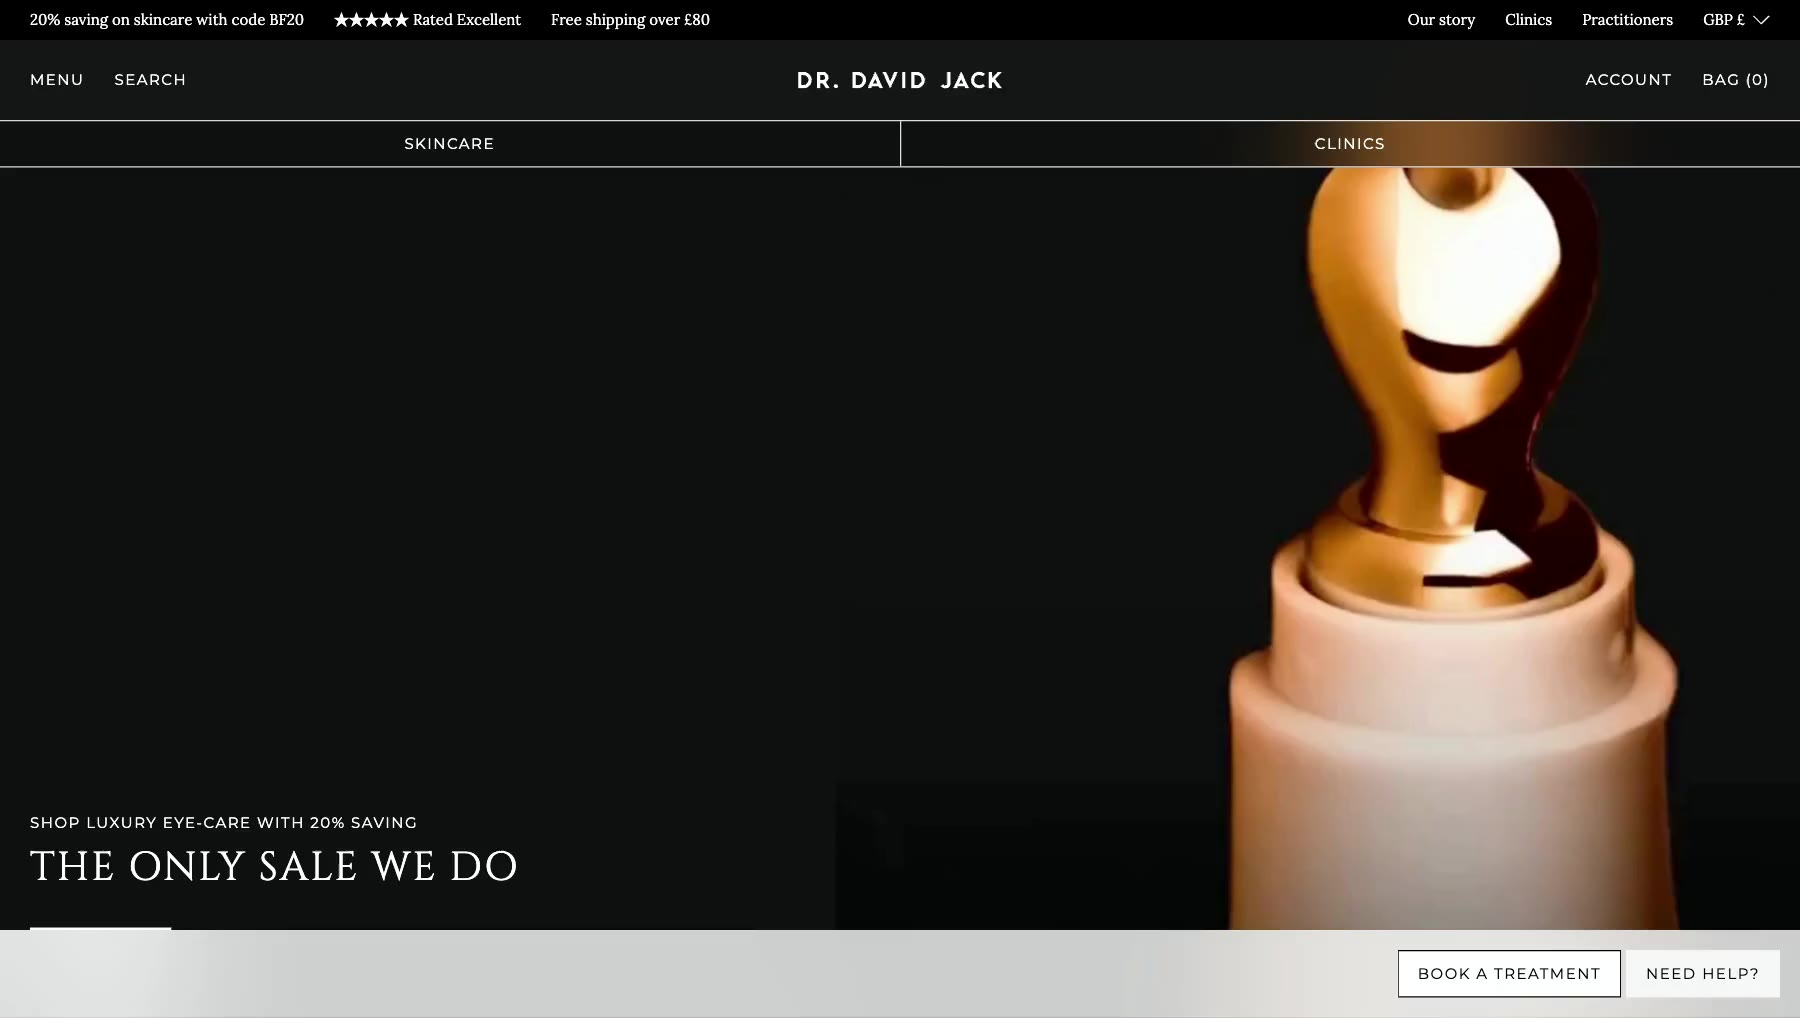 20% saving on skincare with code BF20
★★★★★ Rated Excellent
Free shipping over £80
Our story
Clinics
Practitioners
GBP £
MENU
SEARCH
DR. DAVID JACK
ACCOUNT
BAG (0)
SKINCARE
CLINICS
SHOP LUXURY EYE-CARE WITH 20% SAVING
THE ONLY SALE WE DO
BOOK A TREATMENT
NEED HELP?